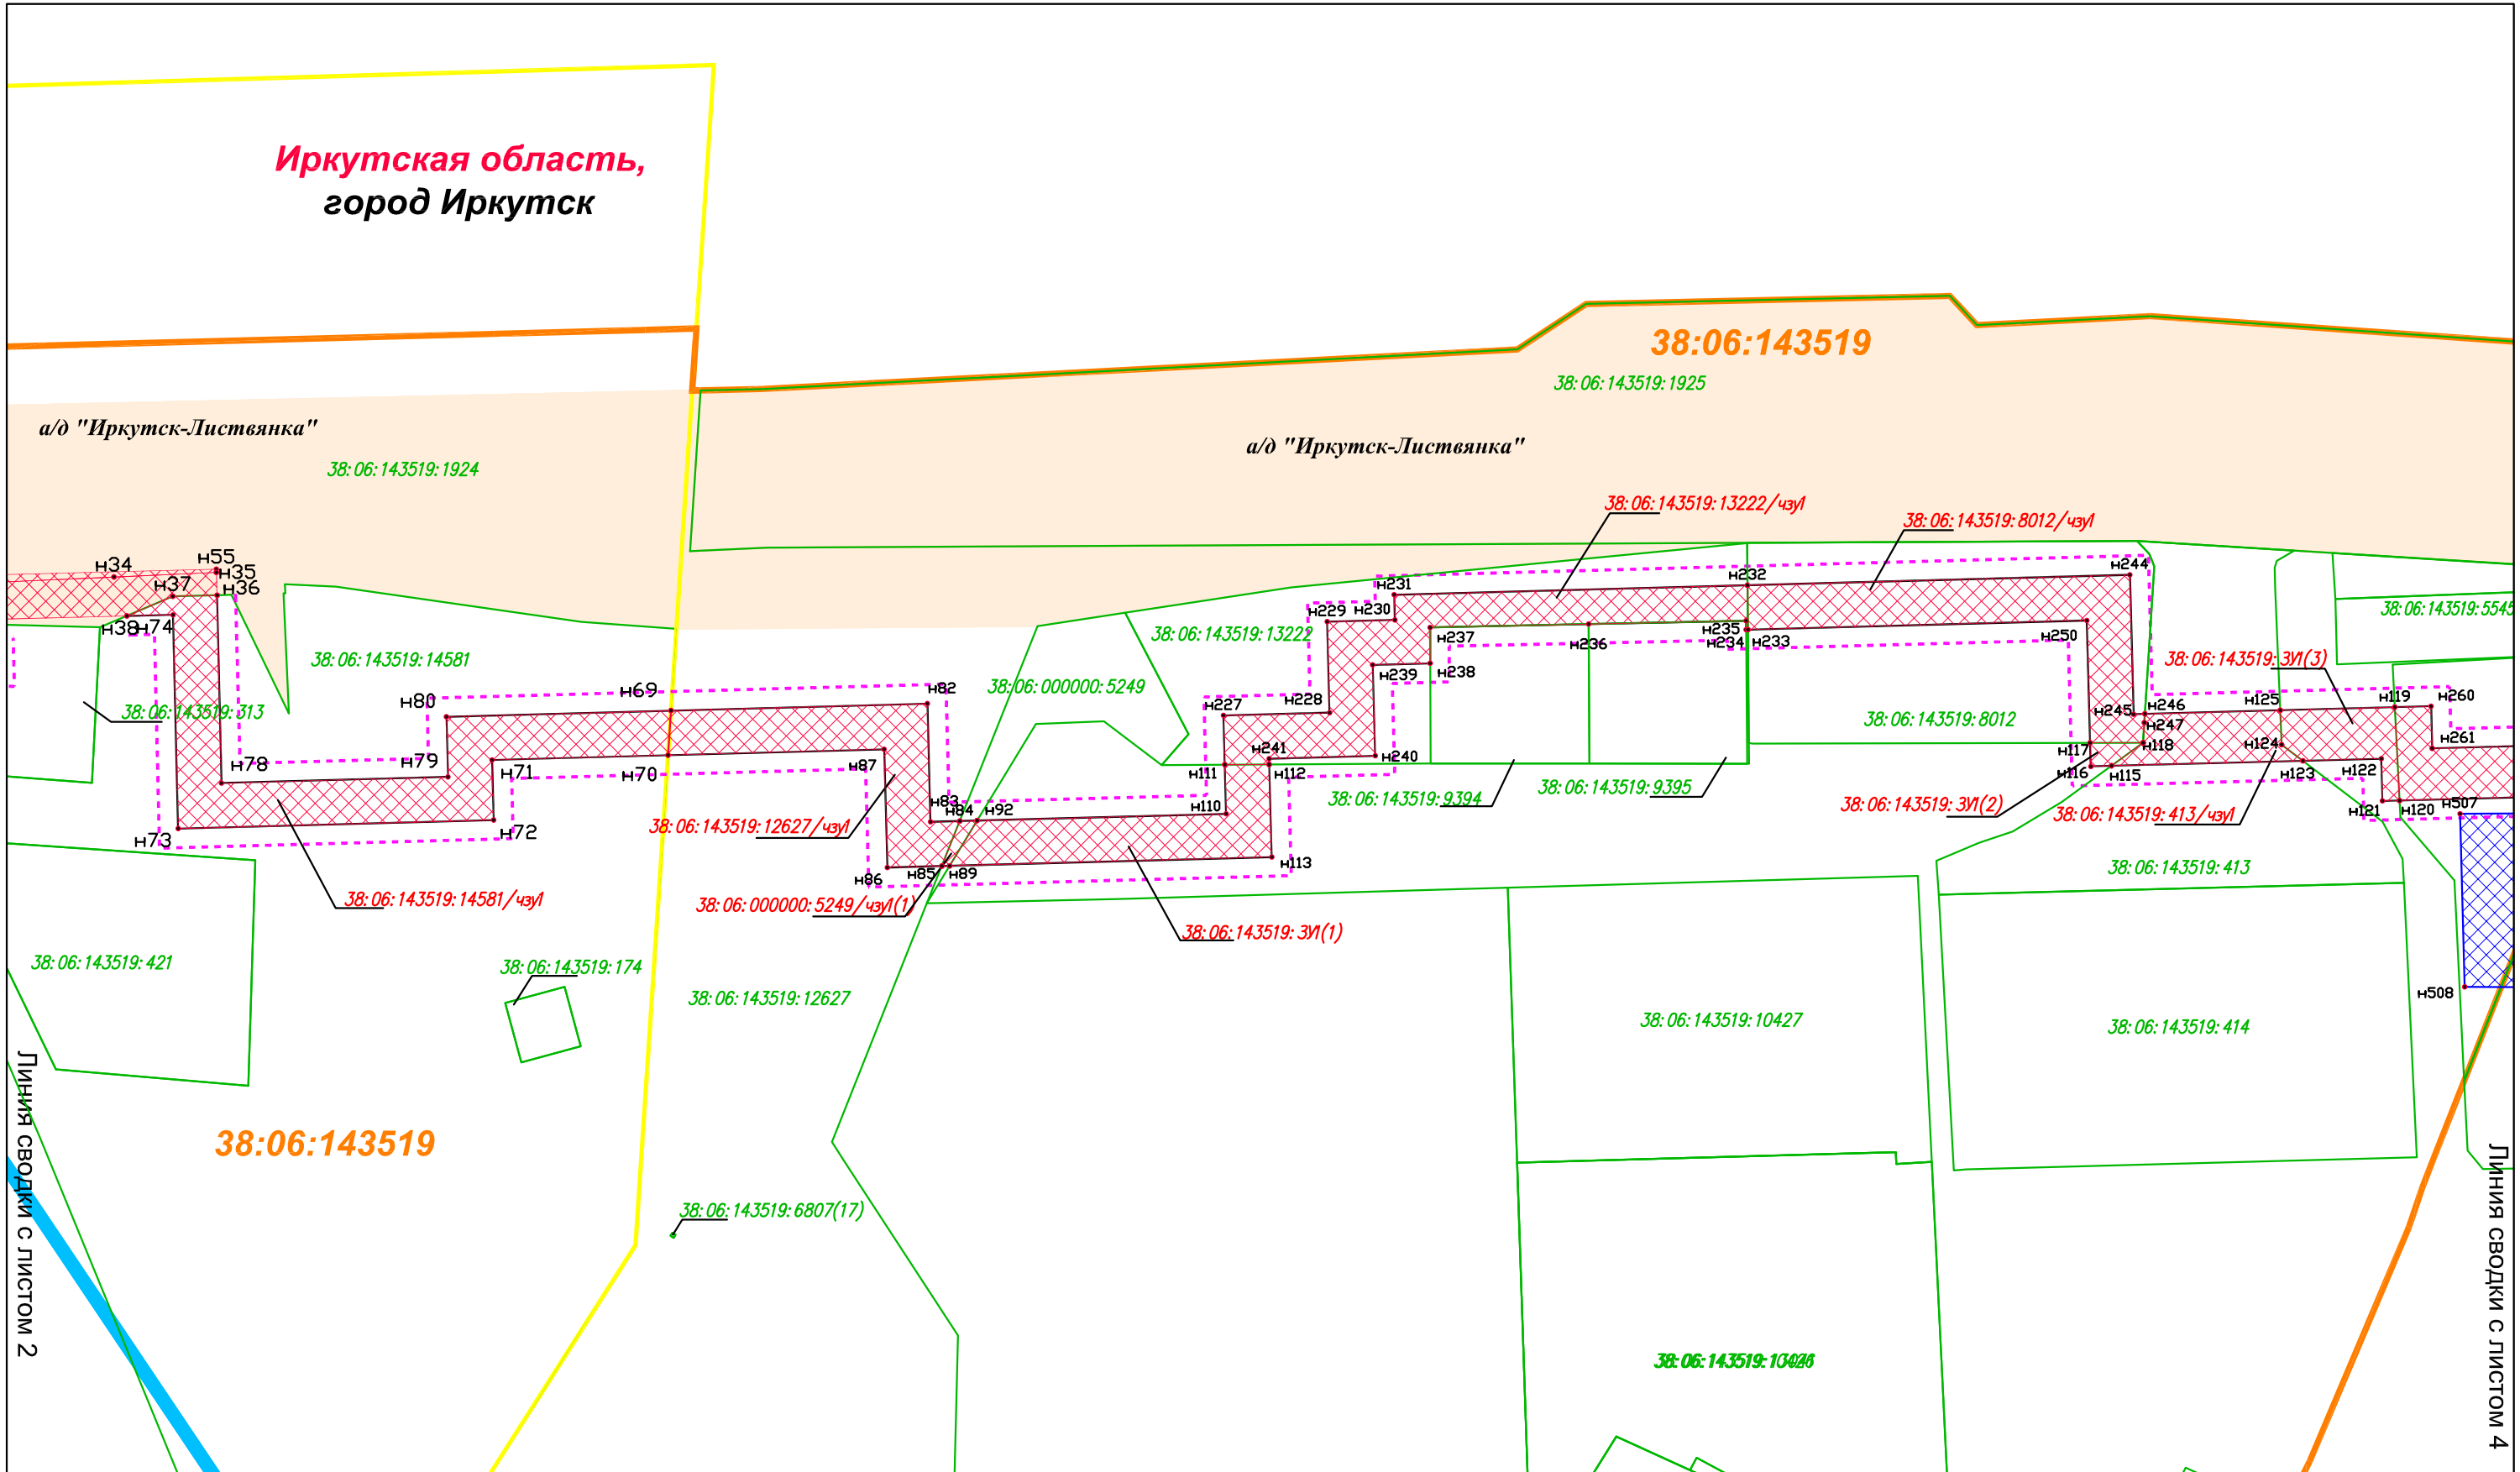 Иркутская область,
город Иркутск
38:06:143519
38:06:143519:1925
а/д "Иркутск-Листвянка"
а/д "Иркутск-Листвянка"
38:06:143519:1924
38:06:143519:13222/чзу1
38:06:143519:8012/чзу1
н34
н55
н35
н36
н37
н38
н74
н231
н232
н244
н229
н230
38:06:143519:5545
38:06:143519:13222
н237
н236
н235
н234
н233
н250
38:06:143519:14581
38:06:143519:3У1(3)
н239
н238
38:06:000000:5249
н80
н69
н82
н227
н228
н125
н119
н260
38:06:143519:313
н245
н246
38:06:143519:8012
н247
н261
н117
н118
н124
н78
н79
н71
н70
н87
н111
н241
н112
н240
н116
н115
н123
н122
38:06:143519:9394
38:06:143519:9395
н83
н84
н92
н110
38:06:143519:3У1(2)
38:06:143519:413/чзу1
н121
н120
н507
38:06:143519:12627/чзу1
н73
н72
н86
н85
н89
н113
38:06:143519:413
38:06:143519:14581/чзу1
38:06:000000:5249/чзу1(1)
38:06:143519:3У1(1)
38:06:143519:421
38:06:143519:174
38:06:143519:12627
н508
38:06:143519:10427
38:06:143519:414
38:06:143519
38:06:143519:6807(17)
Линия сводки с листом 2
Линия сводки с листом 4